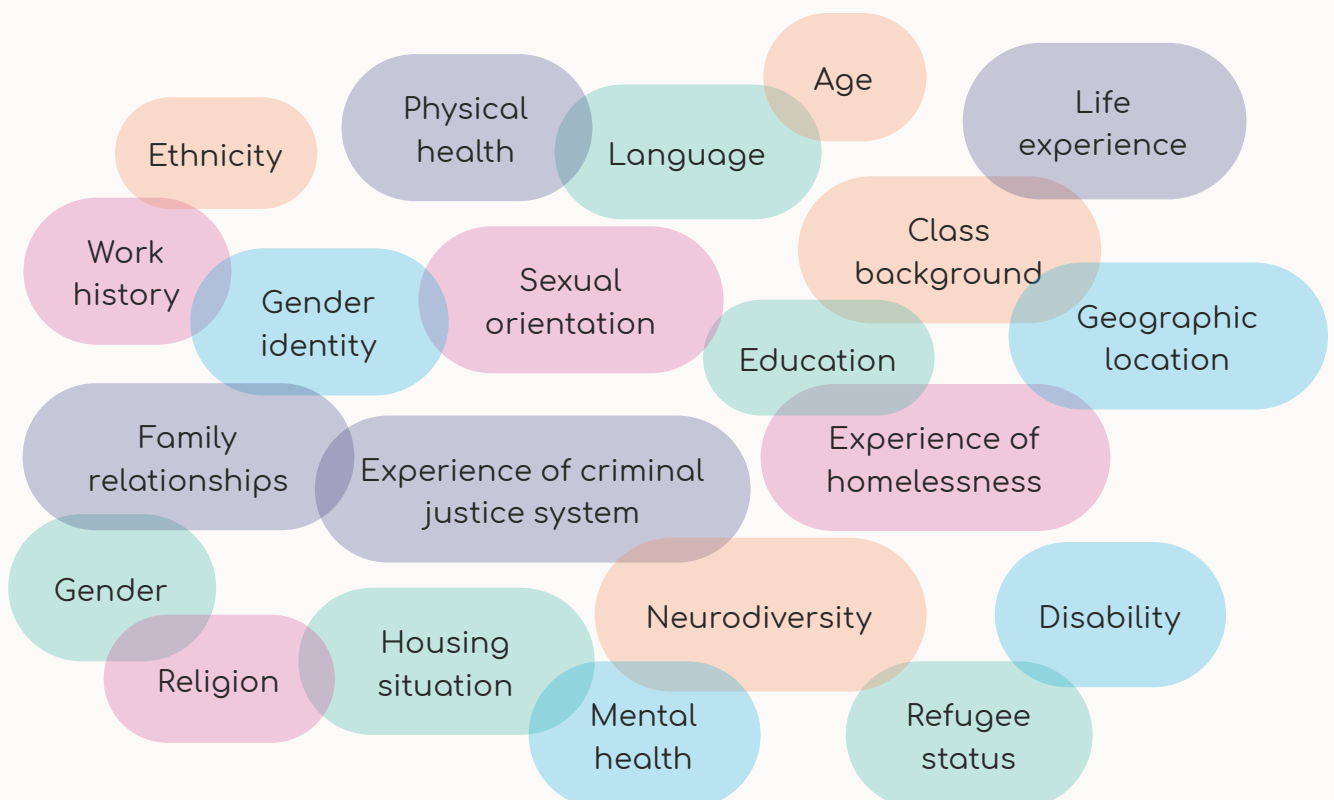 Age
Life
experience
Physical
health
Language
Ethnicity
Work
history
Gender
identity
Sexual
orientation
Class
background
Geographic
location
Education
Family
relationships
Experience of criminal
justice system
Experience of
homelessness
Gender
Religion
Housing
situation
Neurodiversity
Disability
Mental
health
Refugee
status